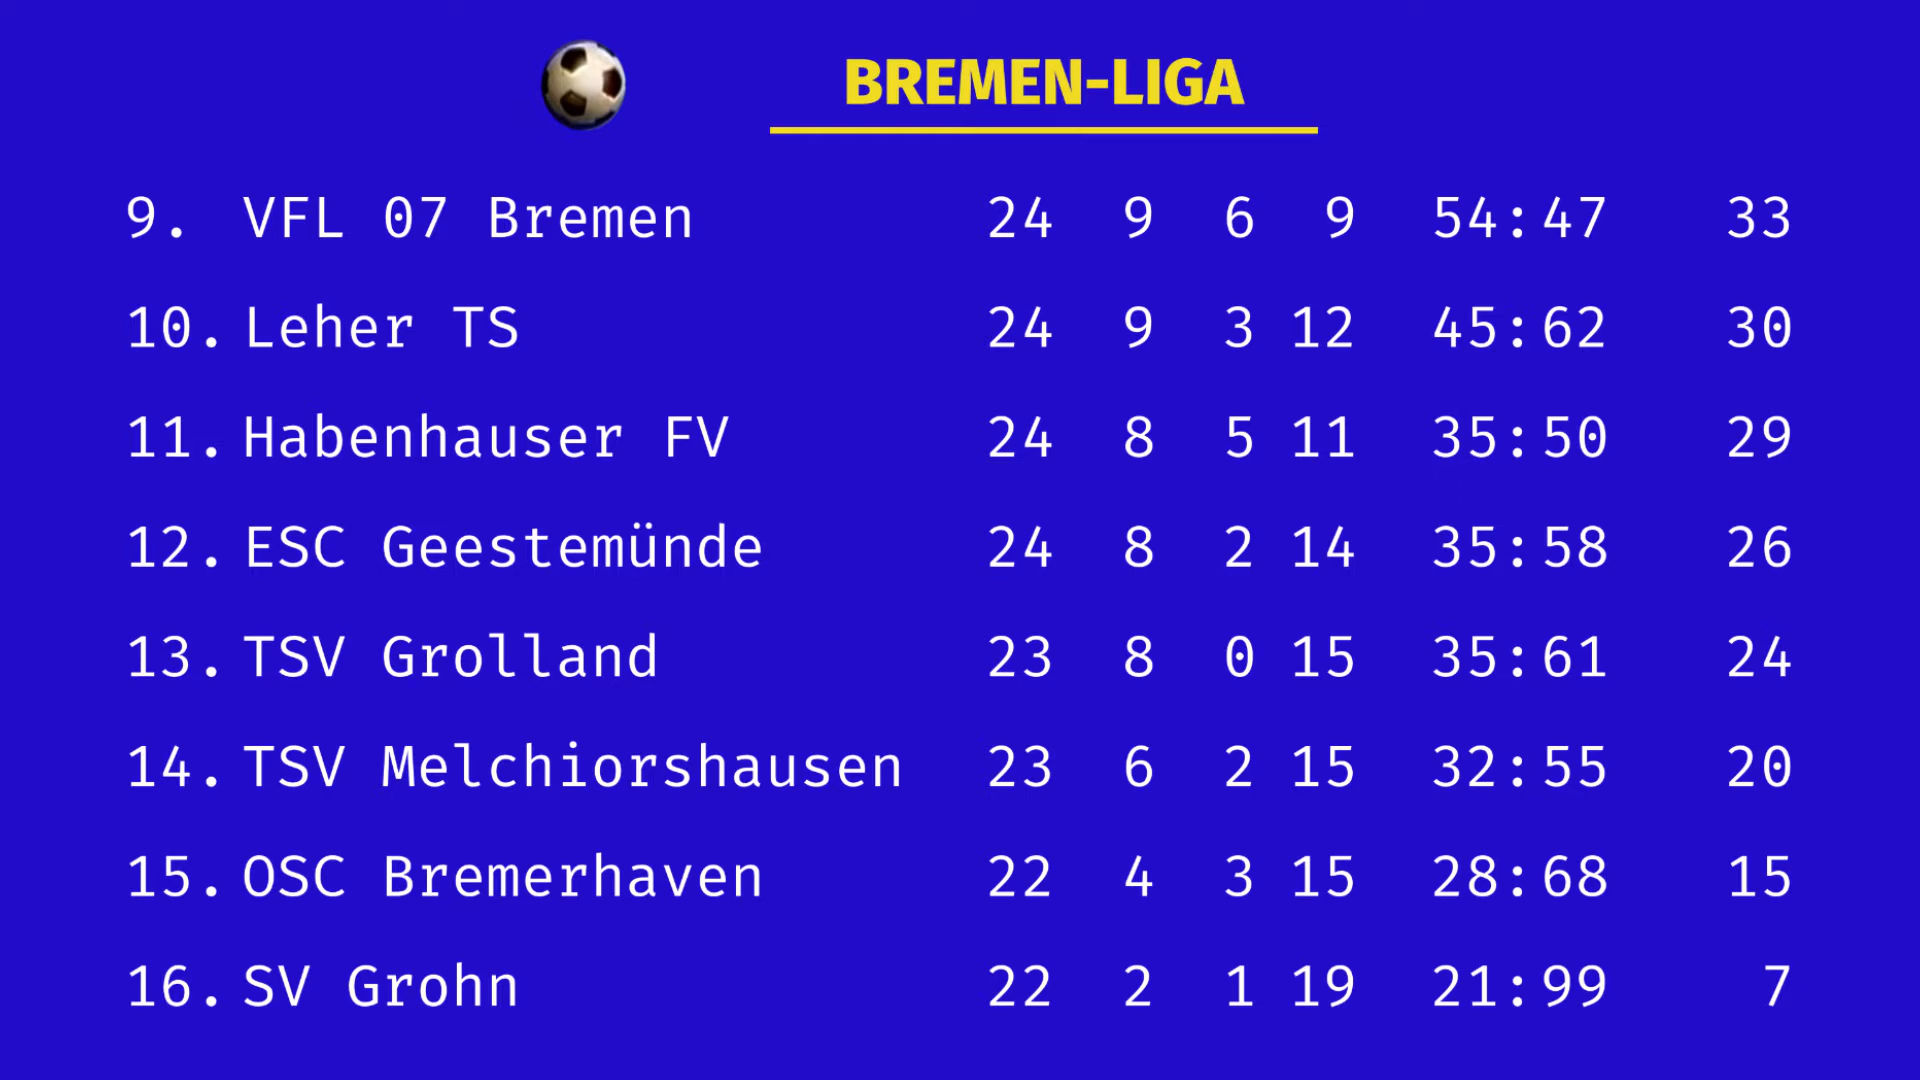 BREMEN-LIGA
9. VFL 07 Bremen 24 9 6 9 54:47 33
10. Leher TS 24 9 3 12 45:62 30
11. Habenhauser FV 24 8 5 11 35:50 29
12. ESC Geestemünde 24 8 2 14 35:58 26
13. TSV Grolland 23 8 0 15 35:61 24
14. TSV Melchiorshausen 23 6 2 15 32:55 20
15. OSC Bremerhaven 22 4 3 15 28:68 15
16. SV Grohn 22 2 1 19 21:99 7